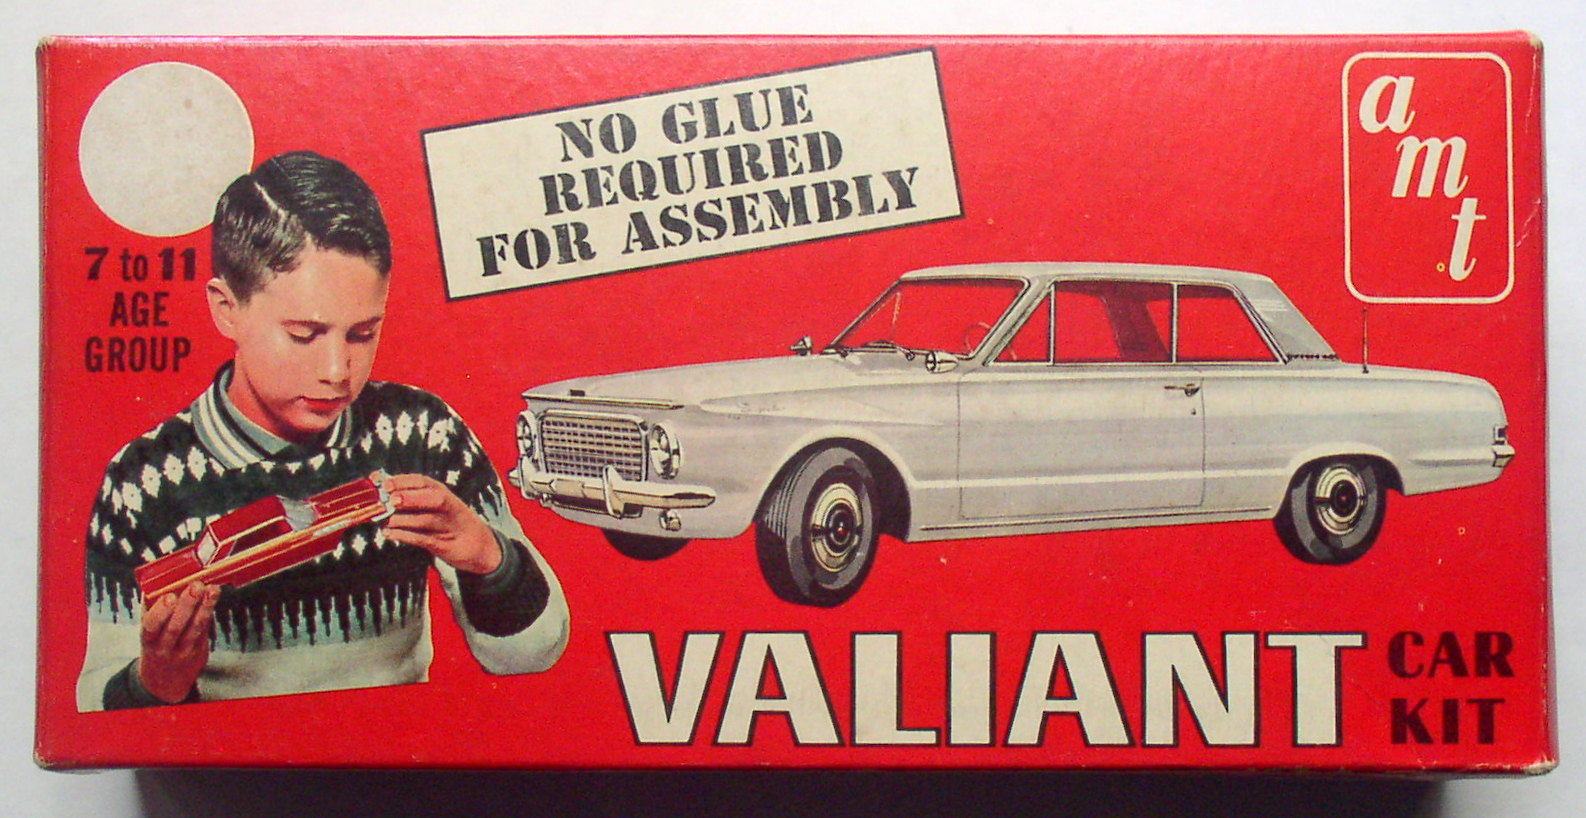 NO GLUE
REQUIRED
FOR ASSEMBLY
amt
7 to 11
AGE
GROUP
VALIANT
CAR
KIT